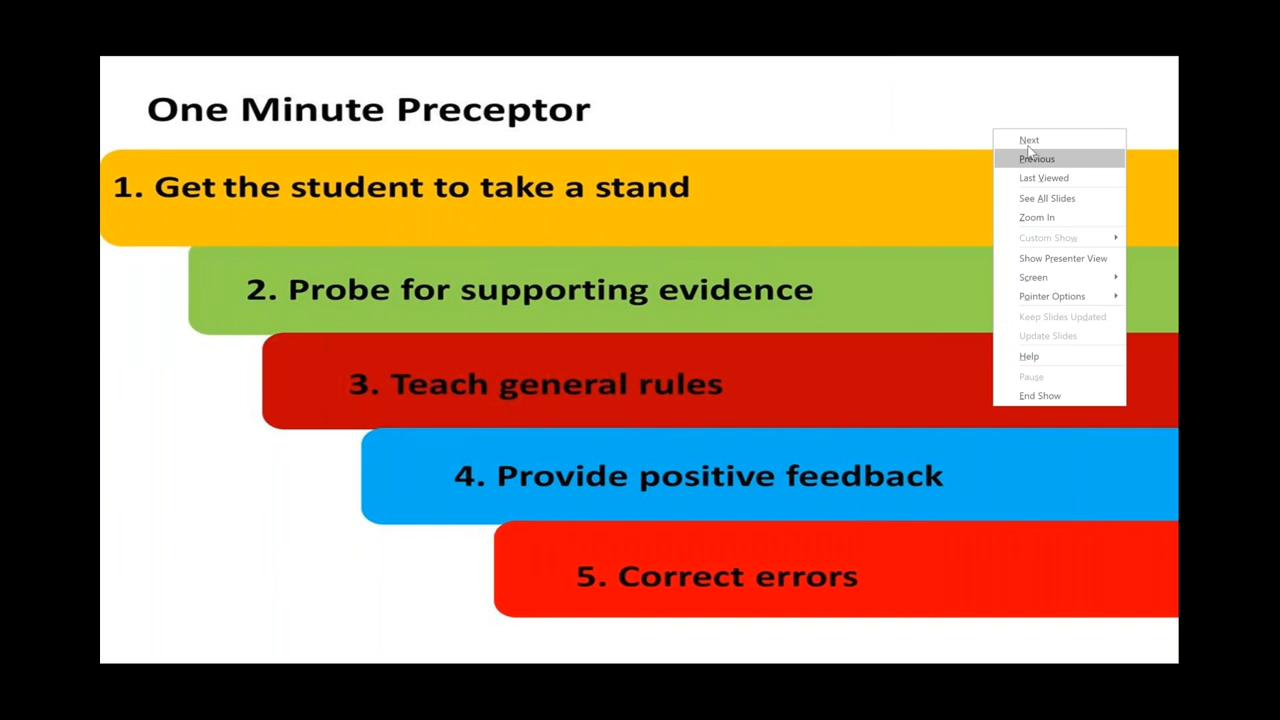 One Minute Preceptor
1. Get the student to take a stand
2. Probe for supporting evidence
3. Teach general rules
4. Provide positive feedback
5. Correct errors
Next
Previous
Last Viewed
See All Slides
Zoom In
Custom Show
Show Presenter View
Screen
Pointer Options
Keep Slides Updated
Update Slides
Help
Pause
End Show